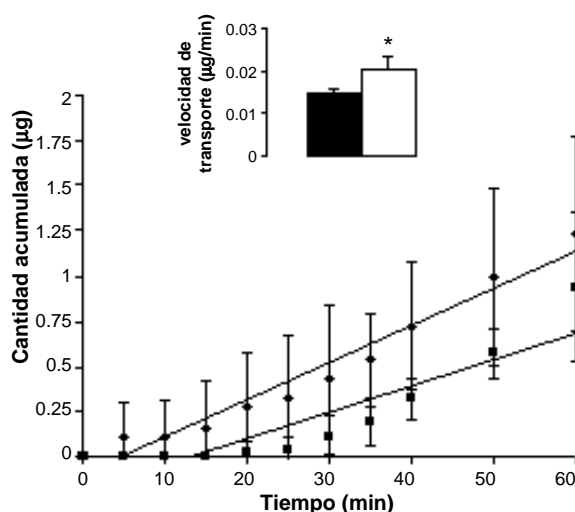 *
velocidad de
transporte (µg/min)
0.03
0.02
0.01
0
Cantidad acumulada (µg)
2
1.75
1.5
1.25
1
0.75
0.5
0.25
0
0 10 20 30 40 50 60
Tiempo (min)